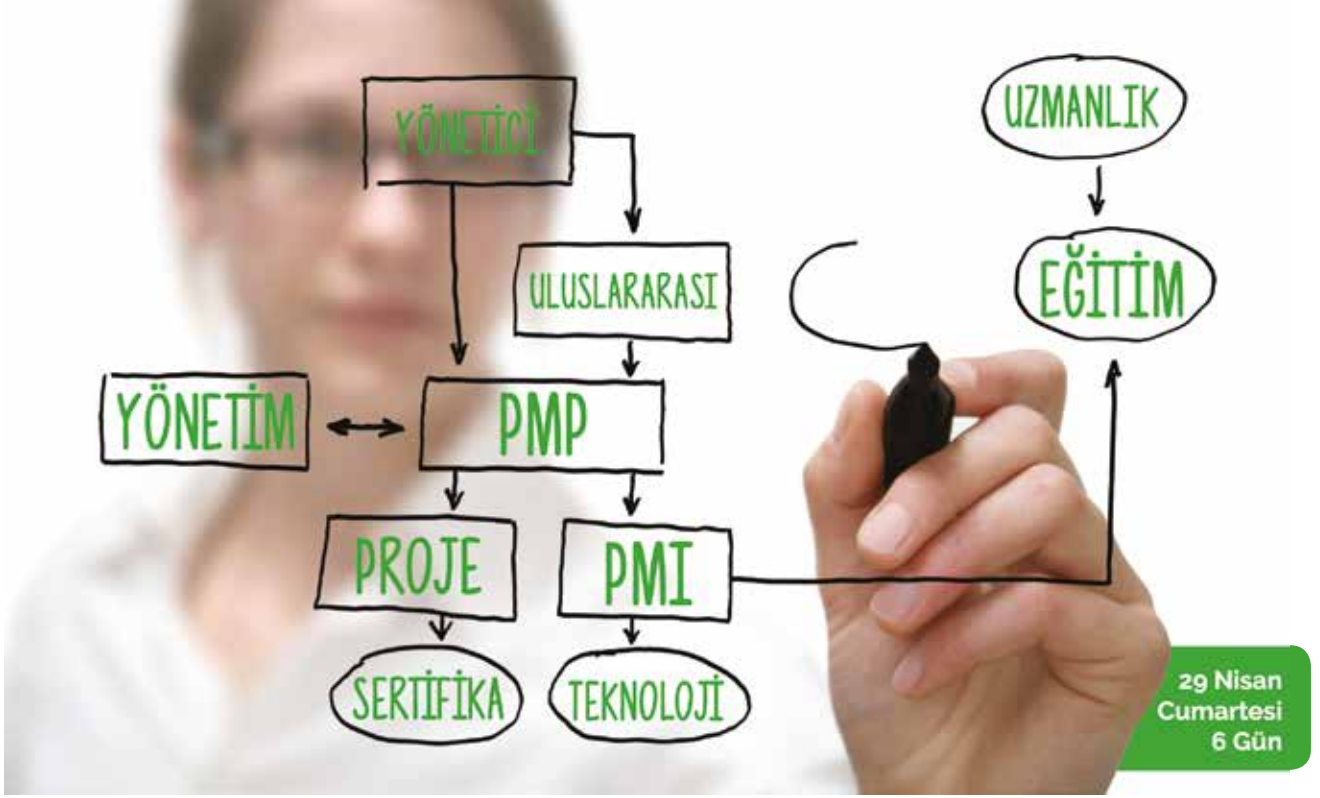 YÖNETİCİ
UZMANLIK
ULUSLARARASI
EĞİTİM
YÖNETİM
PMP
PROJE
PMI
SERTİFİKA
TEKNOLOJİ
29 Nisan
Cumartesi
6 Gün